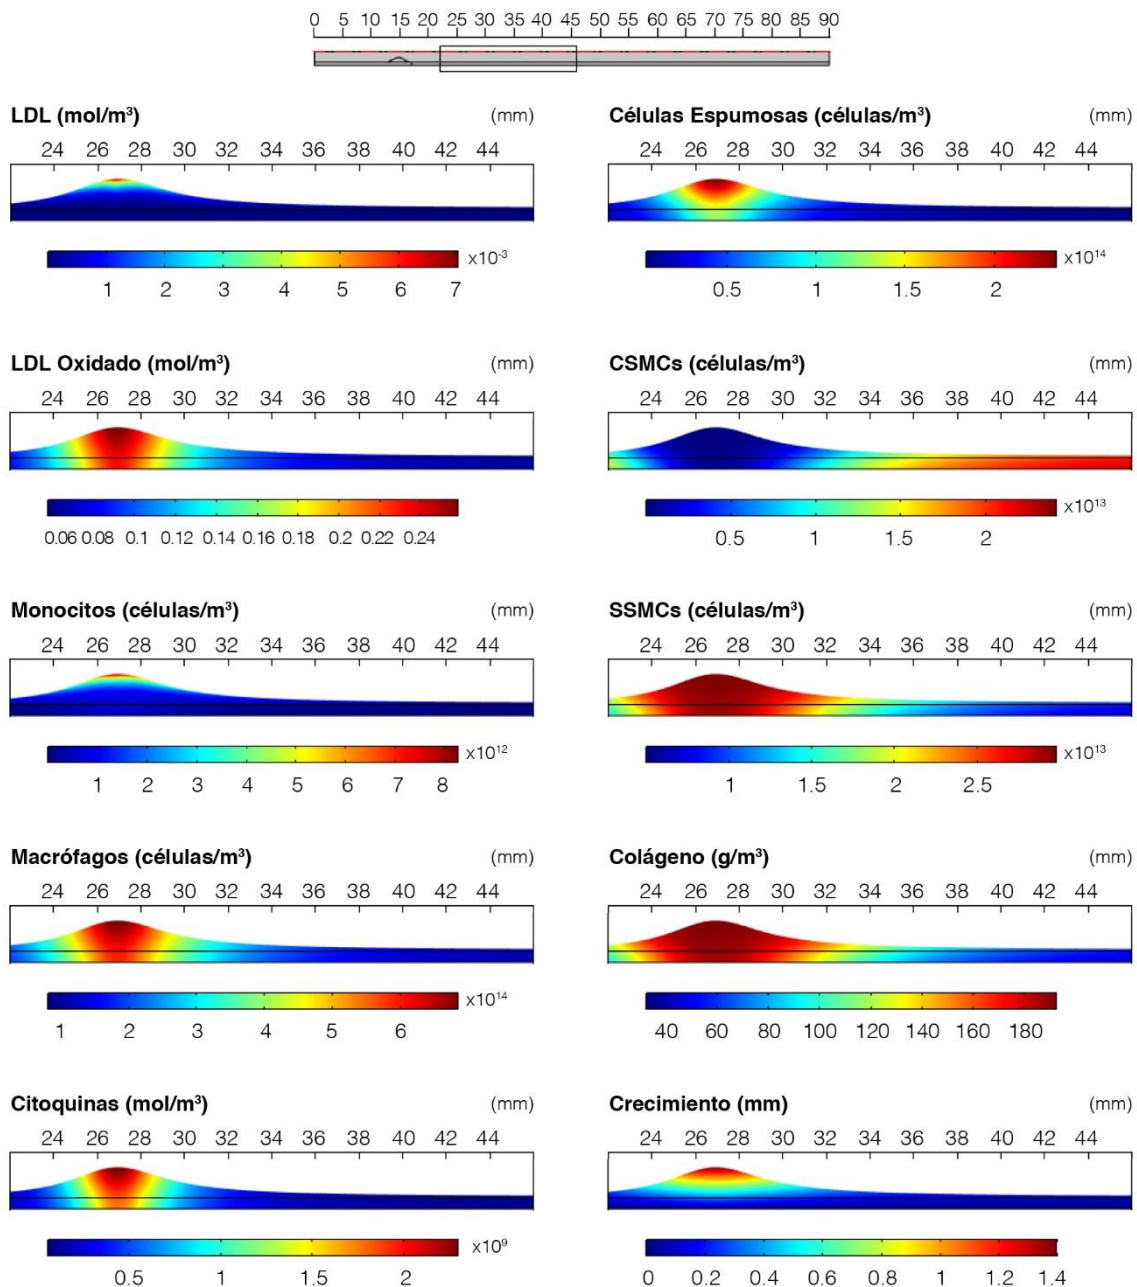 0 5 10 15 20 25 30 35 40 45 50 55 60 65 70 75 80 85 90
LDL (mol/m³) (mm)
24 26 28 30 32 34 36 38 40 42 44
x10⁻³
1 2 3 4 5 6 7
Células Espumosas (células/m³) (mm)
24 26 28 30 32 34 36 38 40 42 44
x10¹⁴
0.5 1 1.5 2
LDL Oxidado (mol/m³) (mm)
24 26 28 30 32 34 36 38 40 42 44
0.06 0.08 0.1 0.12 0.14 0.16 0.18 0.2 0.22 0.24
CSMCs (células/m³) (mm)
24 26 28 30 32 34 36 38 40 42 44
x10¹³
0.5 1 1.5 2
Monocitos (células/m³) (mm)
24 26 28 30 32 34 36 38 40 42 44
x10¹²
1 2 3 4 5 6 7 8
SSMCs (células/m³) (mm)
24 26 28 30 32 34 36 38 40 42 44
x10¹³
1 1.5 2 2.5
Macrófagos (células/m³) (mm)
24 26 28 30 32 34 36 38 40 42 44
x10¹⁴
1 2 3 4 5 6
Colágeno (g/m³) (mm)
24 26 28 30 32 34 36 38 40 42 44
40 60 80 100 120 140 160 180
Citoquinas (mol/m³) (mm)
24 26 28 30 32 34 36 38 40 42 44
x10⁹
0.5 1 1.5 2
Crecimiento (mm) (mm)
24 26 28 30 32 34 36 38 40 42 44
0 0.2 0.4 0.6 0.8 1 1.2 1.4